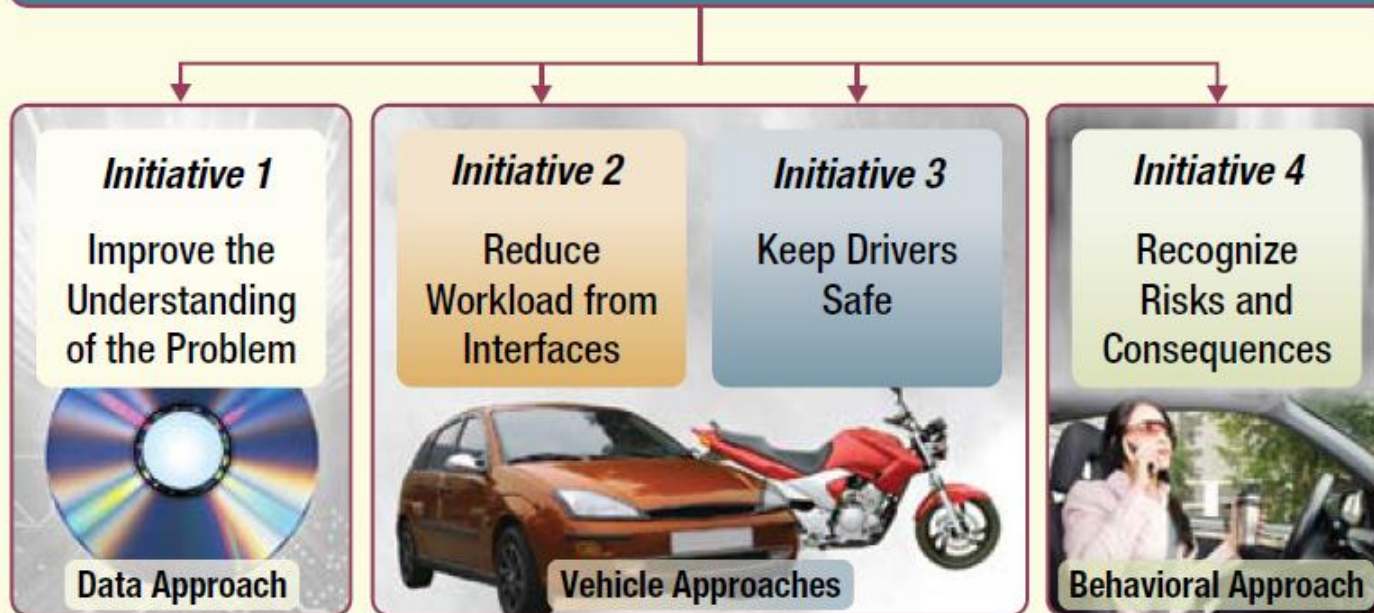 Initiative 1
Improve the
Understanding
of the Problem
Data Approach
Initiative 2
Reduce
Workload from
Interfaces
Initiative 3
Keep Drivers
Safe
Vehicle Approaches
Initiative 4
Recognize
Risks and
Consequences
Behavioral Approach